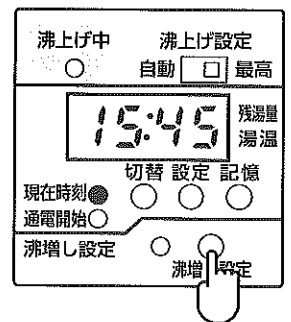 沸上げ中 沸上げ設定
自動 最高
15:45 残湯量
湯温
切替 設定 記憶
現在時刻
通電開始
沸増し設定
沸増 設定